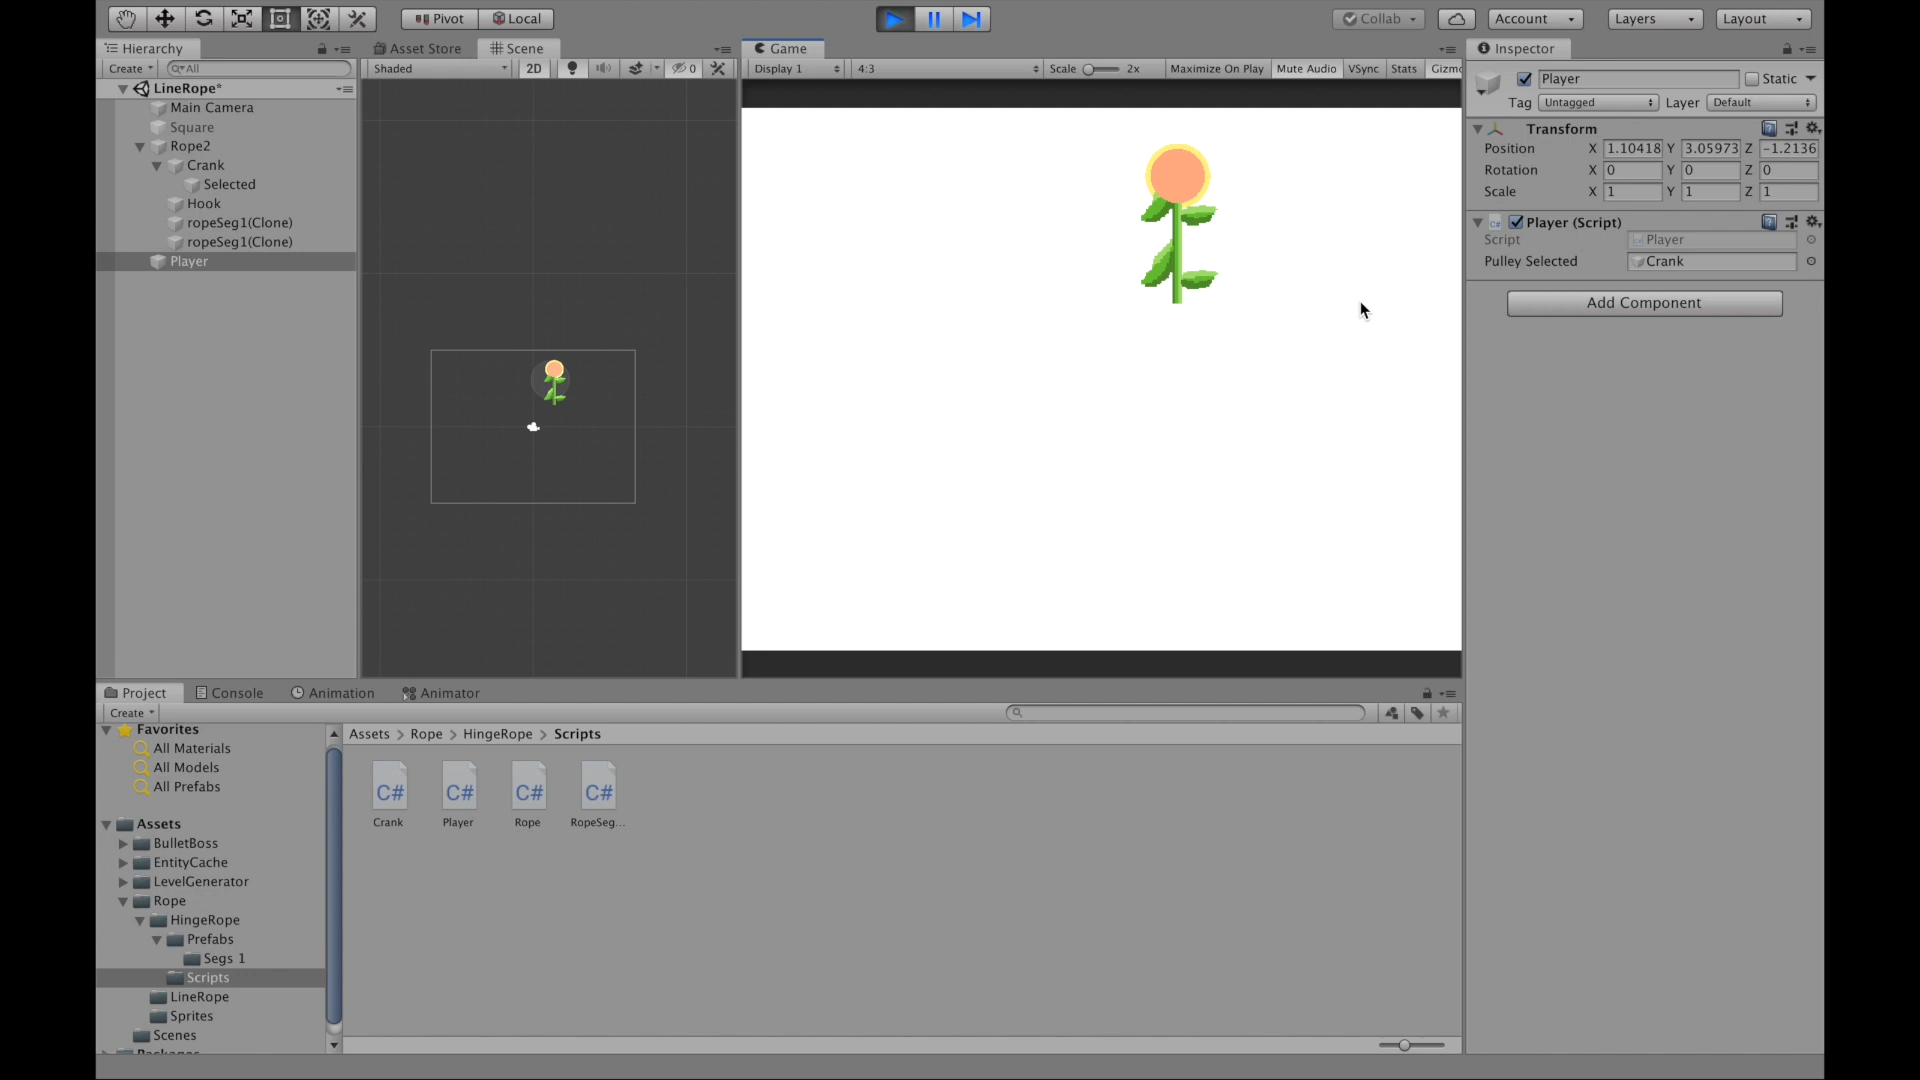 Pivot
Local
Collab
Account
Layers
Layout
Hierarchy
Asset Store
Scene
Game
Inspector
Create
All
Shaded
2D
0
Display 1
4:3
Scale
2x
Maximize On Play
Mute Audio
VSync
Stats
Gizmo
LineRope*
Main Camera
Square
Rope2
Crank
Selected
Hook
ropeSeg1(Clone)
ropeSeg1(Clone)
Player
Player
Static
Tag
Untagged
Layer
Default
Transform
Position X 1.10418 Y 3.05973 Z -1.2136
Rotation X 0 Y 0 Z 0
Scale X 1 Y 1 Z 1
C#
Player (Script)
Script
Player
Pulley Selected
Crank
Add Component
Project
Console
Animation
Animator
Create
Favorites
All Materials
All Models
All Prefabs
Assets
BulletBoss
EntityCache
LevelGenerator
Rope
HingeRope
Prefabs
Segs 1
Scripts
LineRope
Sprites
Scenes
Assets > Rope > HingeRope > Scripts
C#
C#
C#
C#
Crank
Player
Rope
RopeSeg...